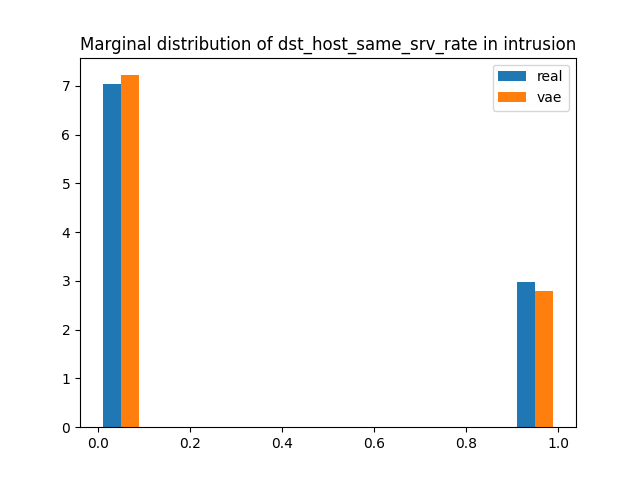 Marginal distribution of dst_host_same_srv_rate in intrusion
real
vae
7
6
5
4
3
2
1
0
0.0 0.2 0.4 0.6 0.8 1.0